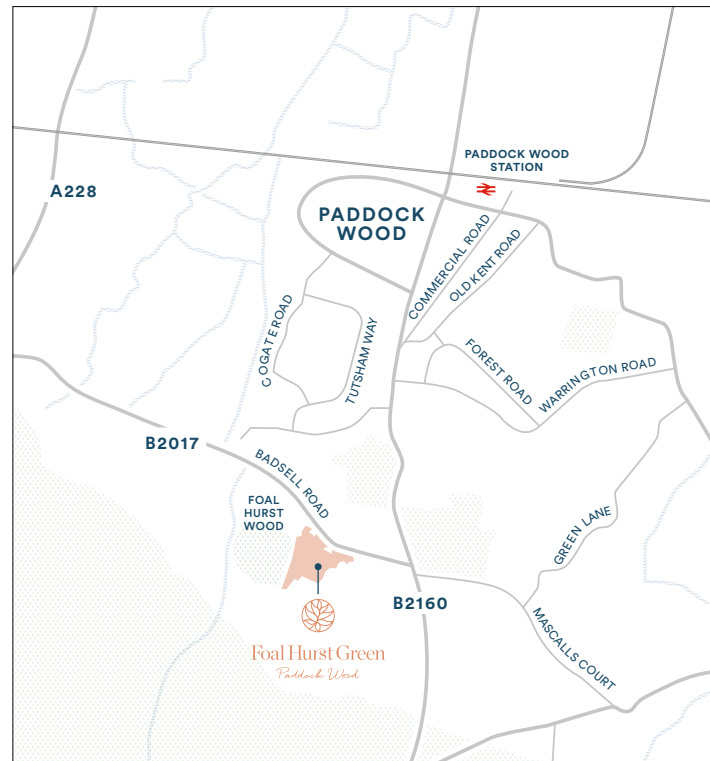 PADDOCK WOOD
STATION
A228
PADDOCK
WOOD
COMMERCIAL ROAD
OLD KENT ROAD
C OGATE ROAD
TUTSHAM WAY
FOREST ROAD
WARRINGTON ROAD
B2017
BADSELL ROAD
FOAL
HURST
WOOD
GREEN LANE
B2160
MASCALLS COURT
Foal Hurst Green
Paddock Wood